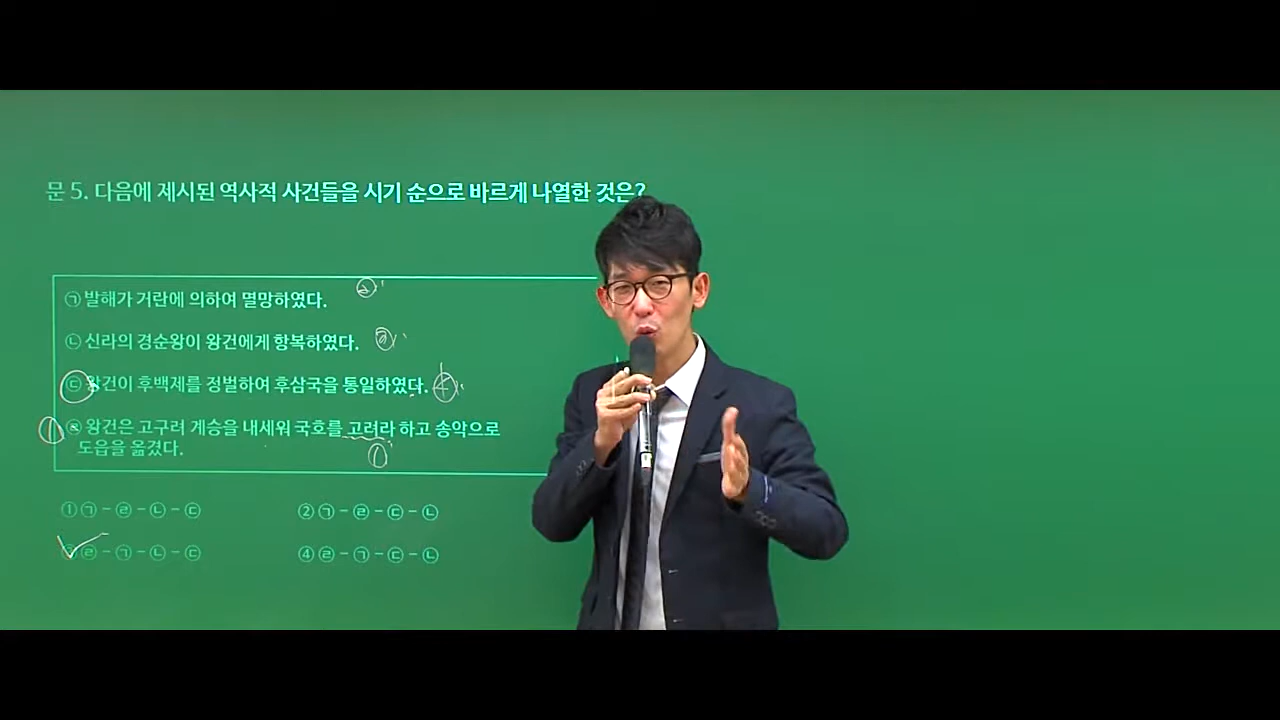 문 5. 다음에 제시된 역사적 사건들을 시기 순으로 바르게 나열한 것은?
㉠ 발해가 거란에 의하여 멸망하였다. ②
㉡ 신라의 경순왕이 왕건에게 항복하였다. ③
㉢ 왕건이 후백제를 정벌하여 후삼국을 통일하였다. ④
㉣ 왕건은 고구려 계승을 내세워 국호를 고려라 하고 송악으로
도읍을 옮겼다. ①
① ㉠ - ㉣ - ㉡ - ㉢
② ㉠ - ㉣ - ㉢ - ㉡
③ ㉣ - ㉠ - ㉡ - ㉢
④ ㉣ - ㉠ - ㉢ - ㉡